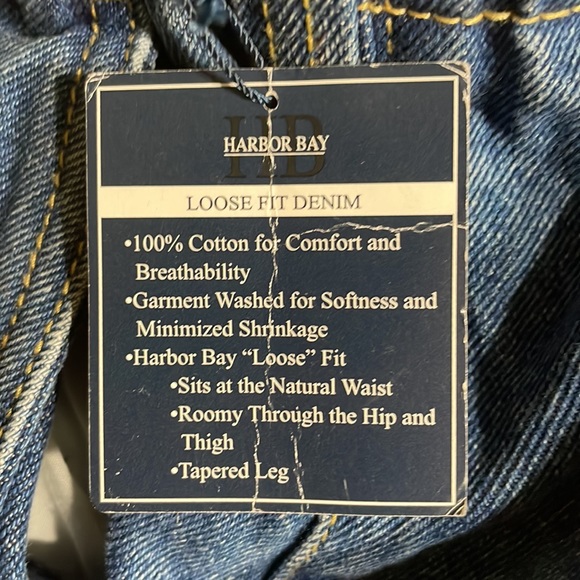 HB
HARBOR BAY
LOOSE FIT DENIM
•100% Cotton for Comfort and
Breathability
•Garment Washed for Softness and
Minimized Shrinkage
•Harbor Bay “Loose” Fit
•Sits at the Natural Waist
•Roomy Through the Hip and
Thigh
•Tapered Leg